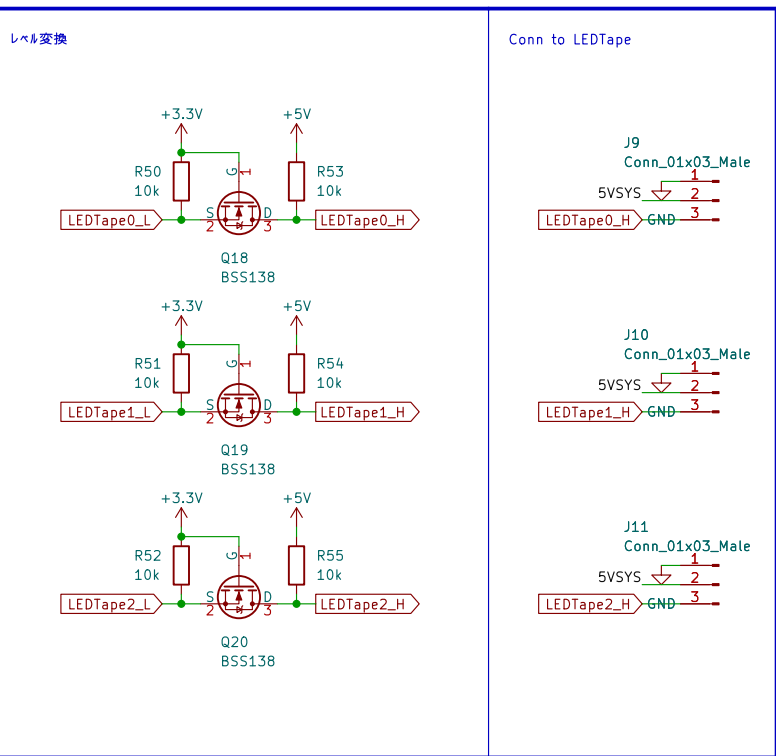 レベル変換
+3.3V
+5V
R50
10k
G
1
R53
10k
LEDTape0_L
S
2
D
3
LEDTape0_H
Q18
BSS138
+3.3V
+5V
R51
10k
G
1
R54
10k
LEDTape1_L
S
2
D
3
LEDTape1_H
Q19
BSS138
+3.3V
+5V
R52
10k
G
1
R55
10k
LEDTape2_L
S
2
D
3
LEDTape2_H
Q20
BSS138
Conn to LEDTape
J9
Conn_01x03_Male
1
5VSYS
2
LEDTape0_H
GND
3
J10
Conn_01x03_Male
1
5VSYS
2
LEDTape1_H
GND
3
J11
Conn_01x03_Male
1
5VSYS
2
LEDTape2_H
GND
3